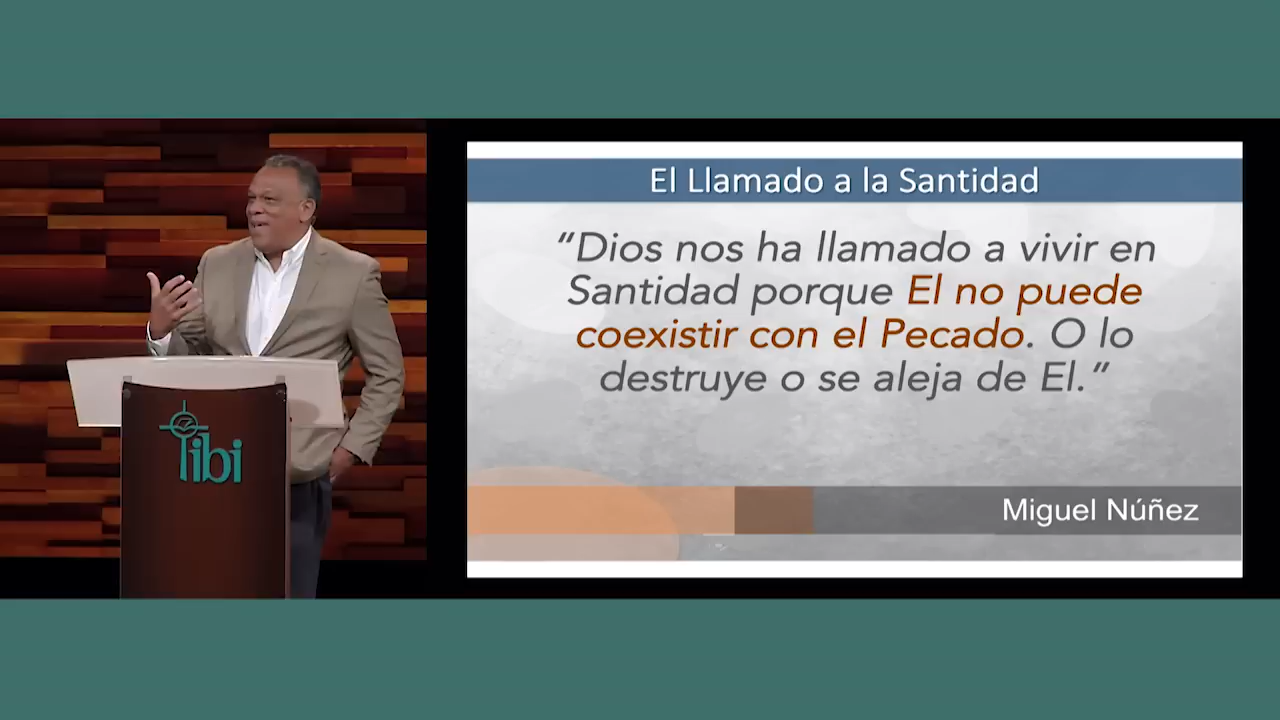 ibi
El Llamado a la Santidad
“Dios nos ha llamado a vivir en
Santidad porque El no puede
coexistir con el Pecado. O lo
destruye o se aleja de El.”
Miguel Núñez